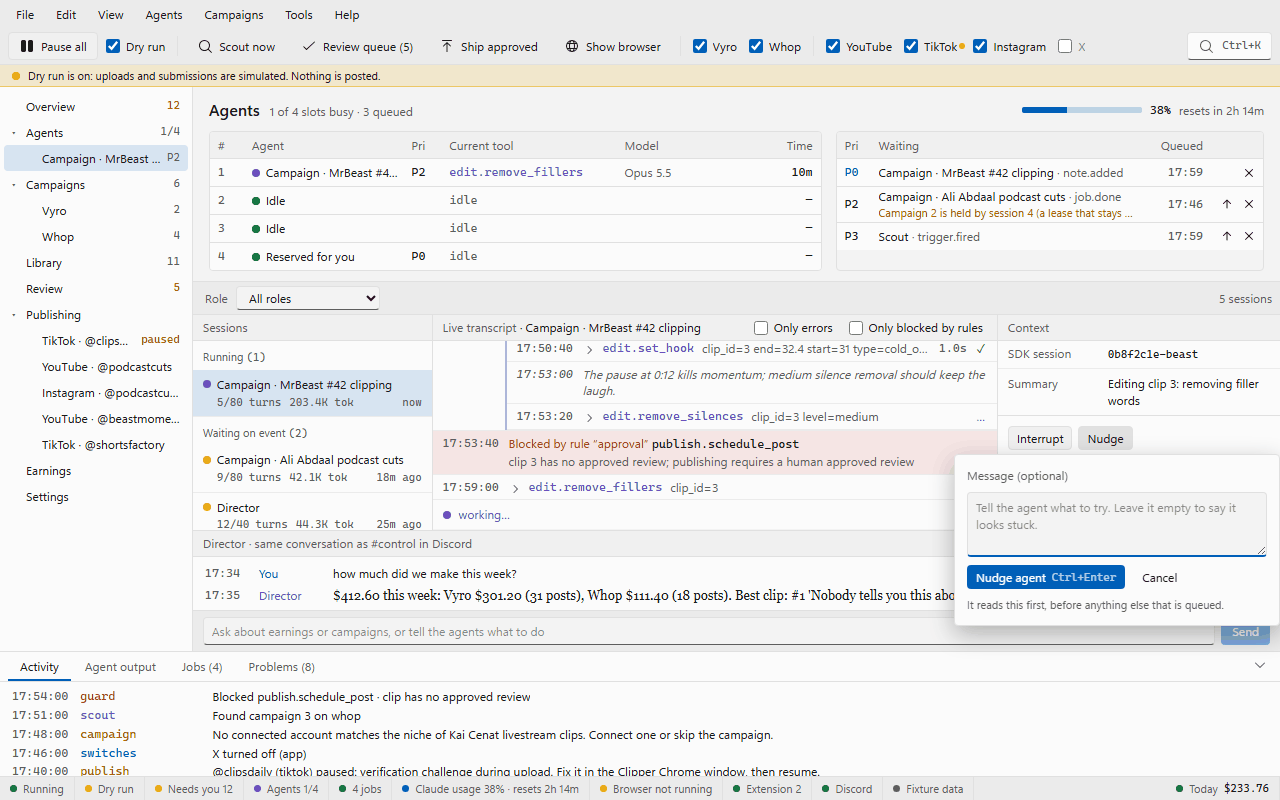 File Edit View Agents Campaigns Tools Help
Pause all Dry run Scout now Review queue (5) Ship approved Show browser Vyro Whop YouTube TikTok Instagram X Ctrl+K
Dry run is on: uploads and submissions are simulated. Nothing is posted.
Overview 12
Agents 1/4
Campaign · MrBeast ... P2
Campaigns 6
Vyro 2
Whop 4
Library 11
Review 5
Publishing
TikTok · @clips... paused
YouTube · @podcastcuts
Instagram · @podcastcu...
YouTube · @beastmome...
TikTok · @shortsfactory
Earnings
Settings
Agents 1 of 4 slots busy · 3 queued 38% resets in 2h 14m
# Agent Pri Current tool Model Time
1 Campaign · MrBeast #4... P2 edit.remove_fillers Opus 5.5 10m
2 Idle idle –
3 Idle idle –
4 Reserved for you P0 idle –
Pri Waiting Queued
P0 Campaign · MrBeast #42 clipping · note.added 17:59
P2 Campaign · Ali Abdaal podcast cuts · job.done 17:46
Campaign 2 is held by session 4 (a lease that stays ...
P3 Scout · trigger.fired 17:59
Role All roles 5 sessions
Sessions
Running (1)
Campaign · MrBeast #42 clipping
5/80 turns 203.4K tok now
Waiting on event (2)
Campaign · Ali Abdaal podcast cuts
9/80 turns 42.1K tok 18m ago
Director
12/40 turns 44.3K tok 25m ago
Live transcript · Campaign · MrBeast #42 clipping Only errors Only blocked by rules
17:50:40 edit.set_hook clip_id=3 end=32.4 start=31 type=cold_o... 1.0s ✓
17:53:00 The pause at 0:12 kills momentum; medium silence removal should keep the
laugh.
17:53:20 edit.remove_silences clip_id=3 level=medium ...
17:53:40 Blocked by rule “approval” publish.schedule_post
clip 3 has no approved review; publishing requires a human approved review
17:59:00 edit.remove_fillers clip_id=3
working...
Context
SDK session 0b8f2c1e-beast
Summary Editing clip 3: removing filler
words
Interrupt Nudge
Message (optional)
Tell the agent what to try. Leave it empty to say it
looks stuck.
Nudge agent Ctrl+Enter Cancel
It reads this first, before anything else that is queued.
Director · same conversation as #control in Discord
17:34 You how much did we make this week?
17:35 Director $412.60 this week: Vyro $301.20 (31 posts), Whop $111.40 (18 posts). Best clip: #1 'Nobody tells you this abo
Ask about earnings or campaigns, or tell the agents what to do Send
Activity Agent output Jobs (4) Problems (8)
17:54:00 guard Blocked publish.schedule_post · clip has no approved review
17:51:00 scout Found campaign 3 on whop
17:48:00 campaign No connected account matches the niche of Kai Cenat livestream clips. Connect one or skip the campaign.
17:46:00 switches X turned off (app)
17:40:00 publish @clipsdaily (tiktok) paused: verification challenge during upload. Fix it in the Clipper Chrome window, then resume.
Running Dry run Needs you 12 Agents 1/4 4 jobs Claude usage 38% · resets 2h 14m Browser not running Extension 2 Discord Fixture data Today $233.76